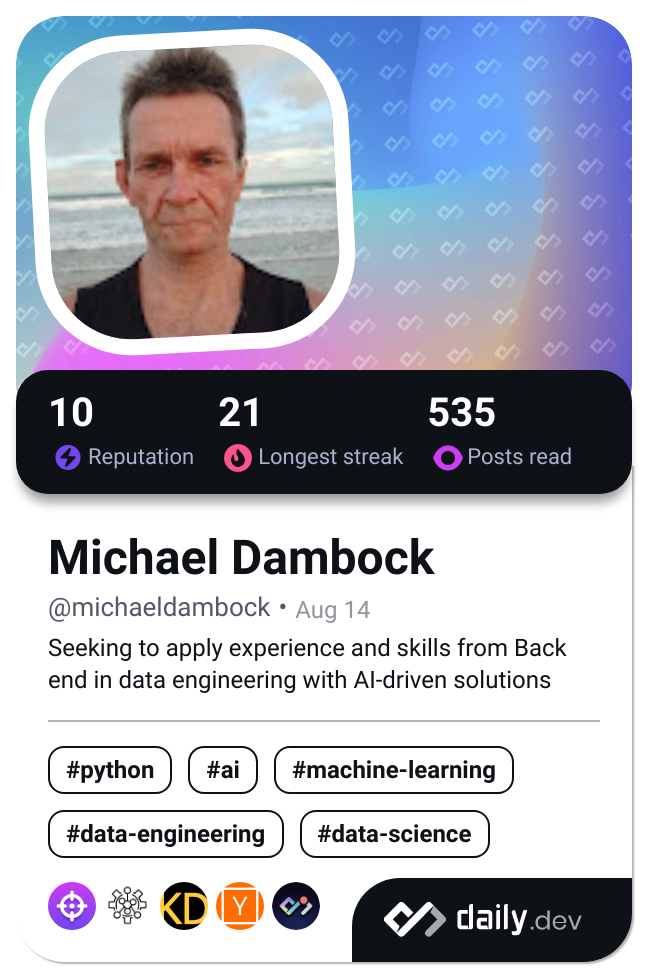 10 21 535
Reputation Longest streak Posts read
Michael Dambock
@michaeldambock • Aug 14
Seeking to apply experience and skills from Back
end in data engineering with AI-driven solutions
#python #ai #machine-learning
#data-engineering #data-science
KD Y daily.dev